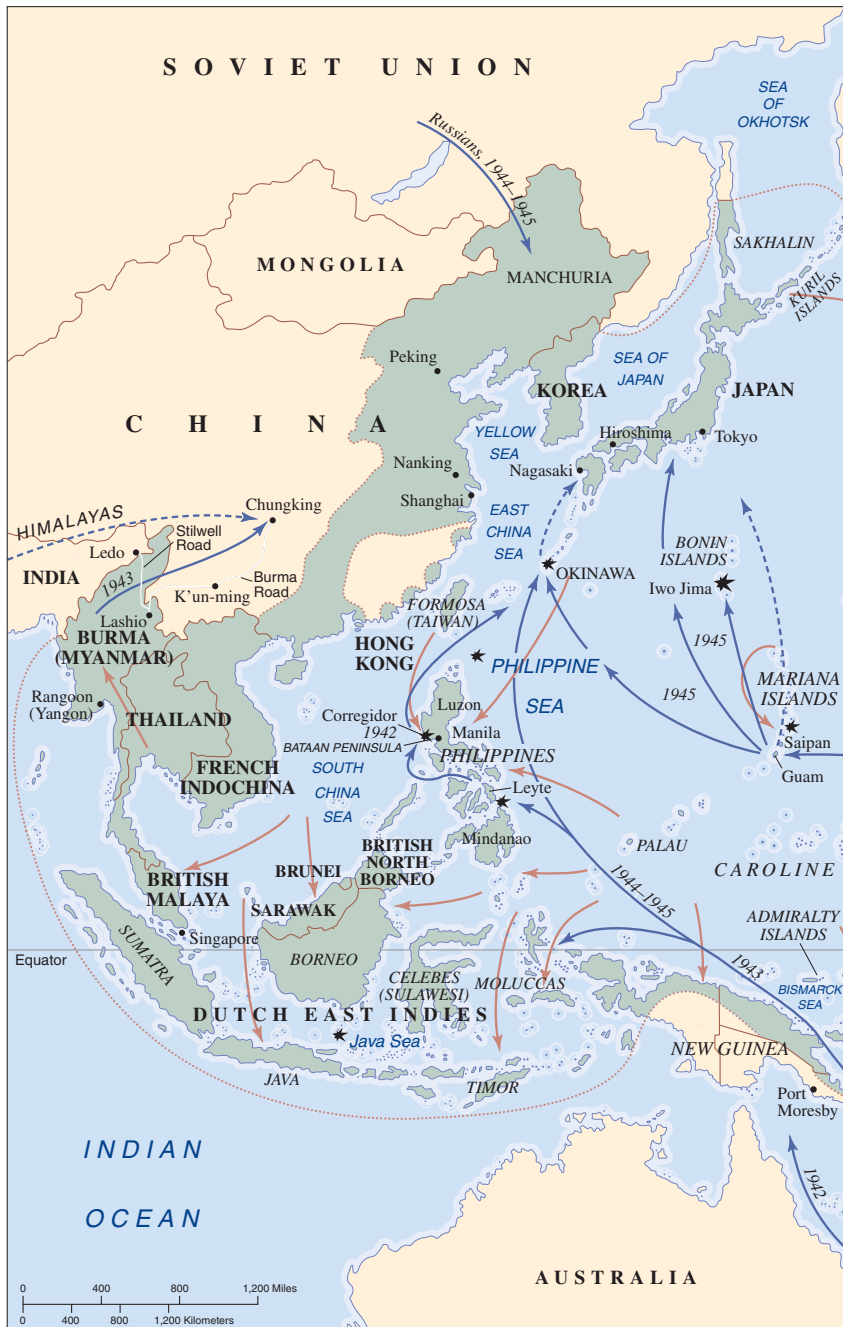 SOVIET UNION
SEA
OF
OKHOTSK
Russians, 1944–1945
SAKHALIN
MONGOLIA
MANCHURIA
KURIL
ISLANDS
Peking
SEA OF
JAPAN
KOREA
JAPAN
CHINA
YELLOW
SEA
Hiroshima
Tokyo
Nanking
Nagasaki
Shanghai
Chungking
EAST
CHINA
SEA
HIMALAYAS
Stilwell
Road
Ledo
BONIN
ISLANDS
INDIA
1943
Burma
Road
OKINAWA
K'un-ming
Iwo Jima
FORMOSA
(TAIWAN)
Lashio
BURMA
(MYANMAR)
HONG
KONG
1945
PHILIPPINE
SEA
MARIANA
ISLANDS
1945
Rangoon
(Yangon)
Luzon
THAILAND
Corregidor
1942
Manila
Saipan
BATAAN PENINSULA
PHILIPPINES
Guam
FRENCH
INDOCHINA
SOUTH
CHINA
SEA
Leyte
Mindanao
PALAU
BRITISH
NORTH
BORNEO
BRUNEI
CAROLINE
BRITISH
MALAYA
1944–1945
SARAWAK
ADMIRALTY
ISLANDS
Singapore
SUMATRA
Equator
BORNEO
1943
CELEBES
(SULAWESI)
MOLUCCAS
BISMARCK
SEA
DUTCH EAST INDIES
Java Sea
NEW GUINEA
JAVA
TIMOR
Port
Moresby
INDIAN
OCEAN
1942
AUSTRALIA
0 400 800 1,200 Miles
0 400 800 1,200 Kilometers